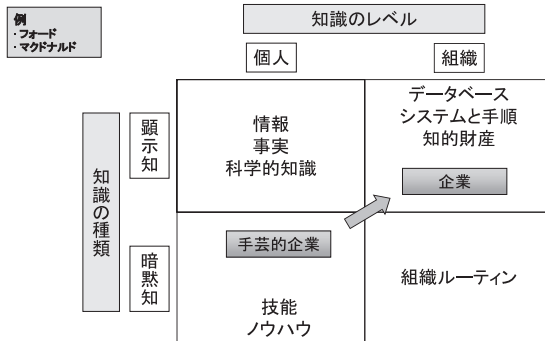 例
・フォード
・マクドナルド
知識のレベル
個人
組織
知識の種類
顕示知
情報
事実
科学的知識
データベース
システムと手順
知的財産
企業
手芸的企業
暗黙知
技能
ノウハウ
組織ルーティン